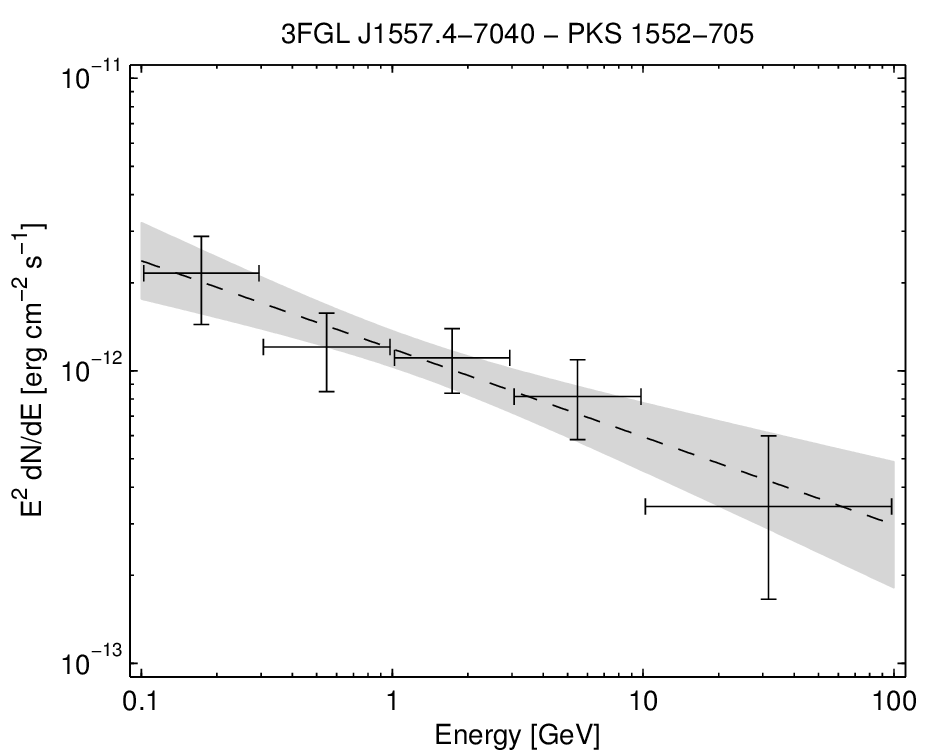 3FGL J1557.4−7040 − PKS 1552−705
10⁻¹¹
10⁻¹²
10⁻¹³
E² dN/dE [erg cm⁻² s⁻¹]
0.1 1 10 100
Energy [GeV]